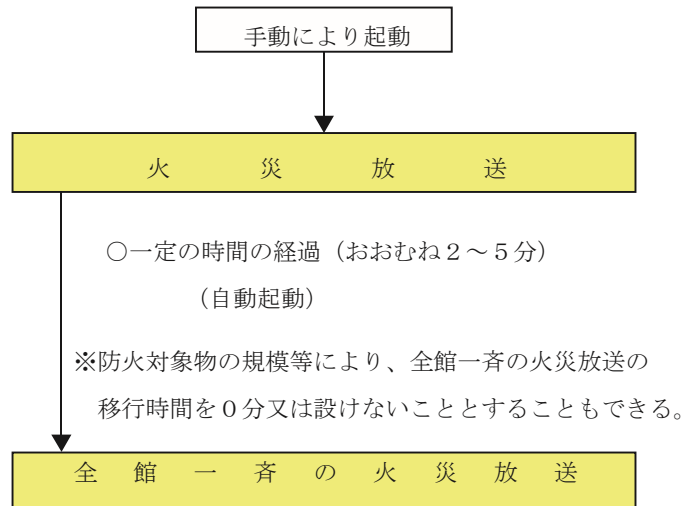 手動により起動
火災放送
○一定の時間の経過（おおむね２～５分）
（自動起動）
※防火対象物の規模等により、全館一斉の火災放送の
移行時間を０分又は設けないこととすることもできる。
全館一斉の火災放送